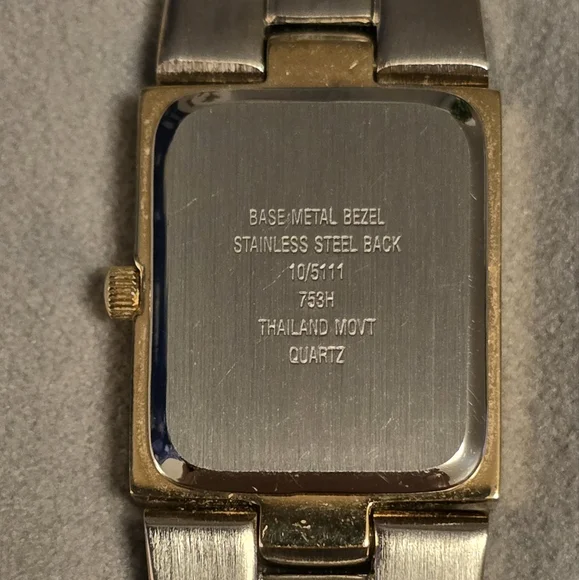 BASE METAL BEZEL
STAINLESS STEEL BACK
10/5111
753H
THAILAND MOVT
QUARTZ